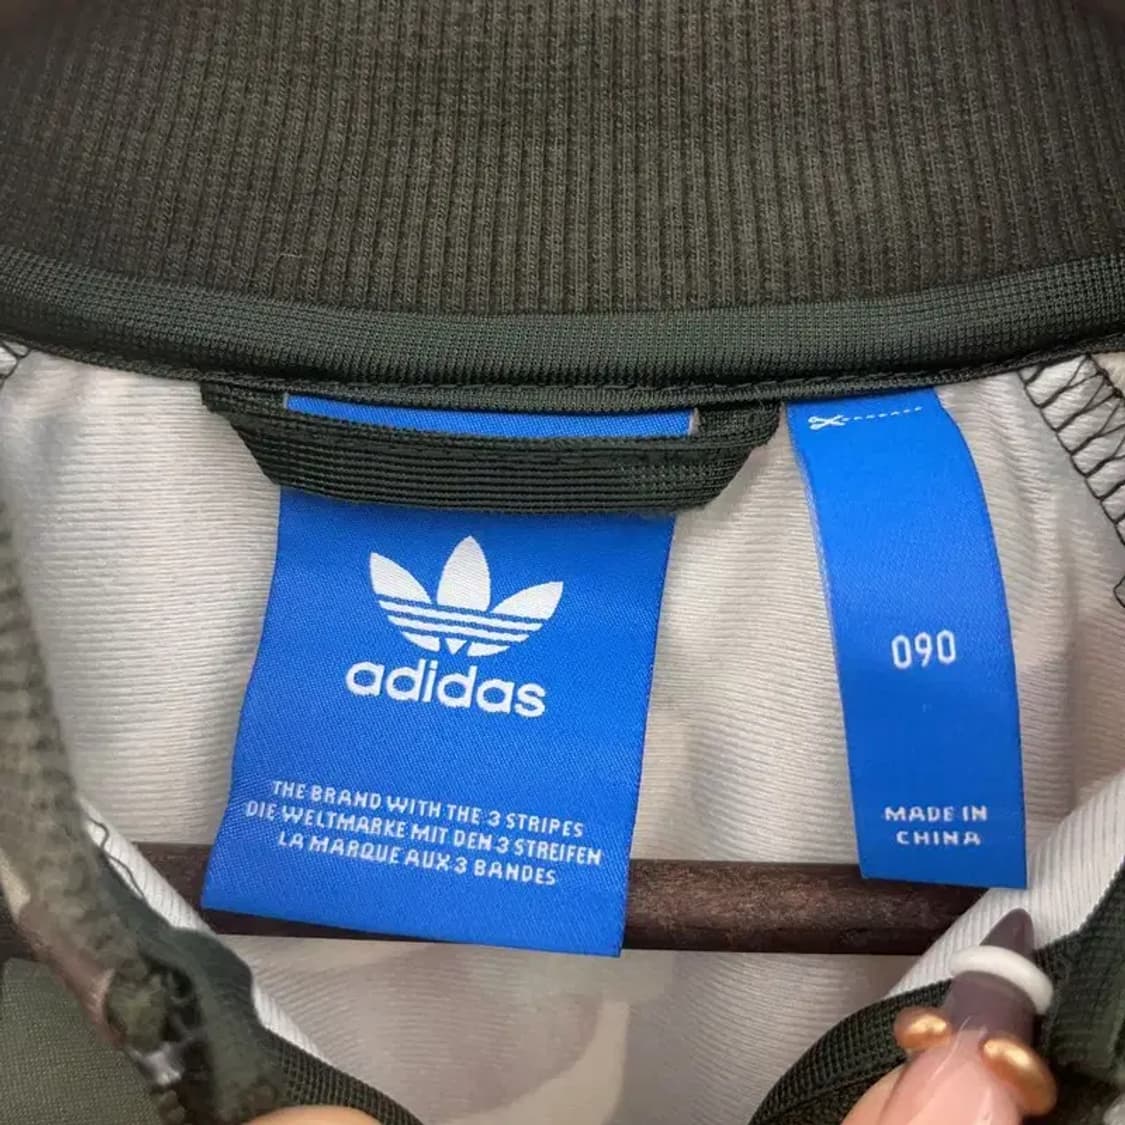 adidas
THE BRAND WITH THE 3 STRIPES
DIE WELTMARKE MIT DEN 3 STREIFEN
LA MARQUE AUX 3 BANDES
090
MADE IN
CHINA